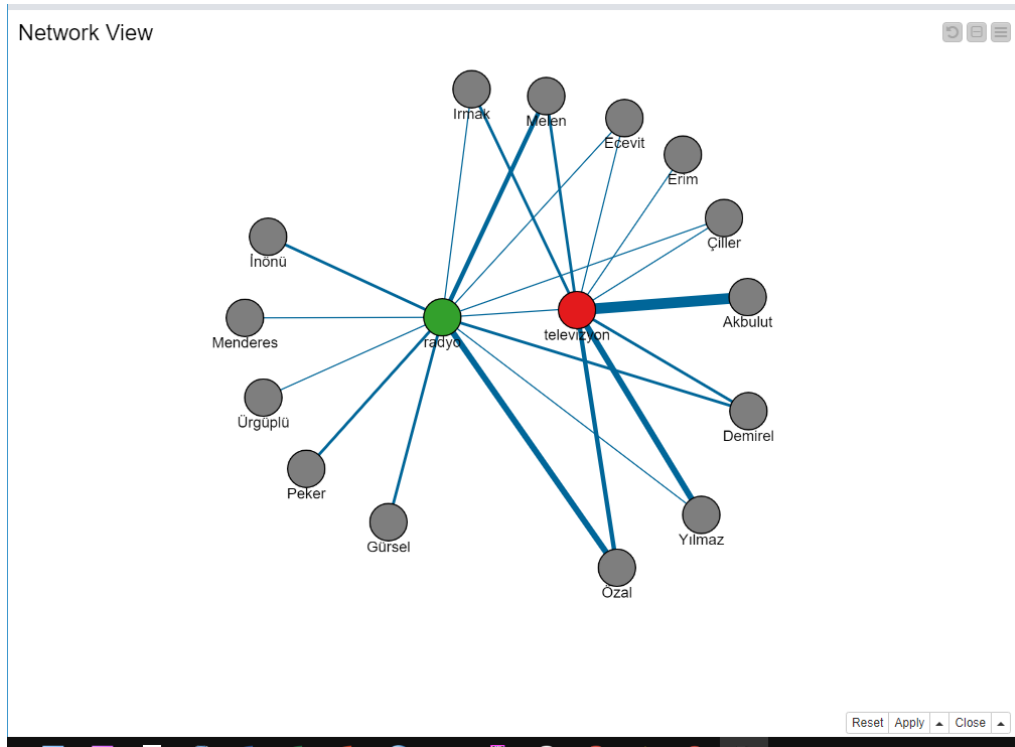 Network View
Irmak
Melen
Ecevit
Erim
Çiller
İnönü
Akbulut
Menderes
radyo
televizyon
Ürgüplü
Demirel
Peker
Gürsel
Yılmaz
Özal
Reset Apply Close